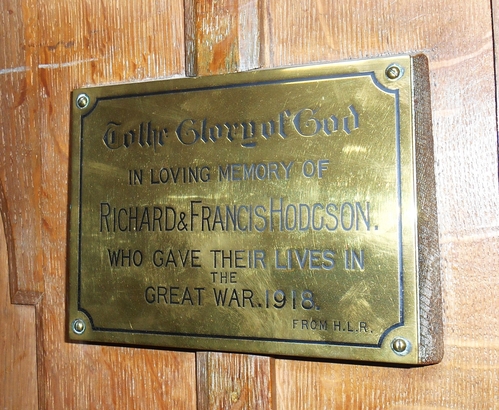 To the Glory of God
IN LOVING MEMORY OF
RICHARD & FRANCIS HODGSON.
WHO GAVE THEIR LIVES IN
THE
GREAT WAR. 1918.
FROM H.L.R.